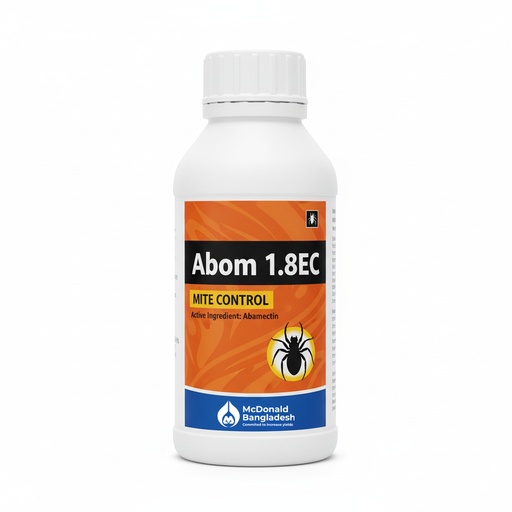 Abom 1.8EC
MITE CONTROL
Active Ingredient: Abamectin
McDonald
Bangladesh
Committed to increase yields